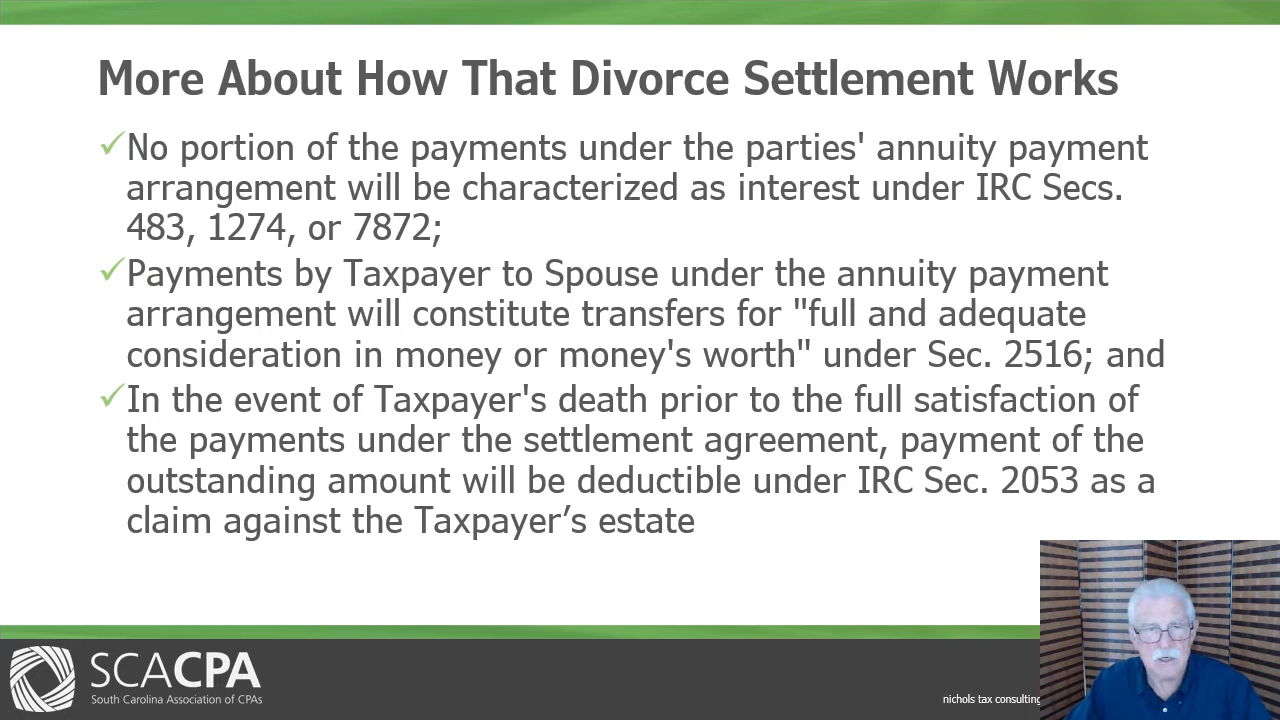 More About How That Divorce Settlement Works
✓No portion of the payments under the parties' annuity payment
arrangement will be characterized as interest under IRC Secs.
483, 1274, or 7872;
✓Payments by Taxpayer to Spouse under the annuity payment
arrangement will constitute transfers for "full and adequate
consideration in money or money's worth" under Sec. 2516; and
✓In the event of Taxpayer's death prior to the full satisfaction of
the payments under the settlement agreement, payment of the
outstanding amount will be deductible under IRC Sec. 2053 as a
claim against the Taxpayer’s estate
SCACPA
South Carolina Association of CPAs
nichols tax consulting